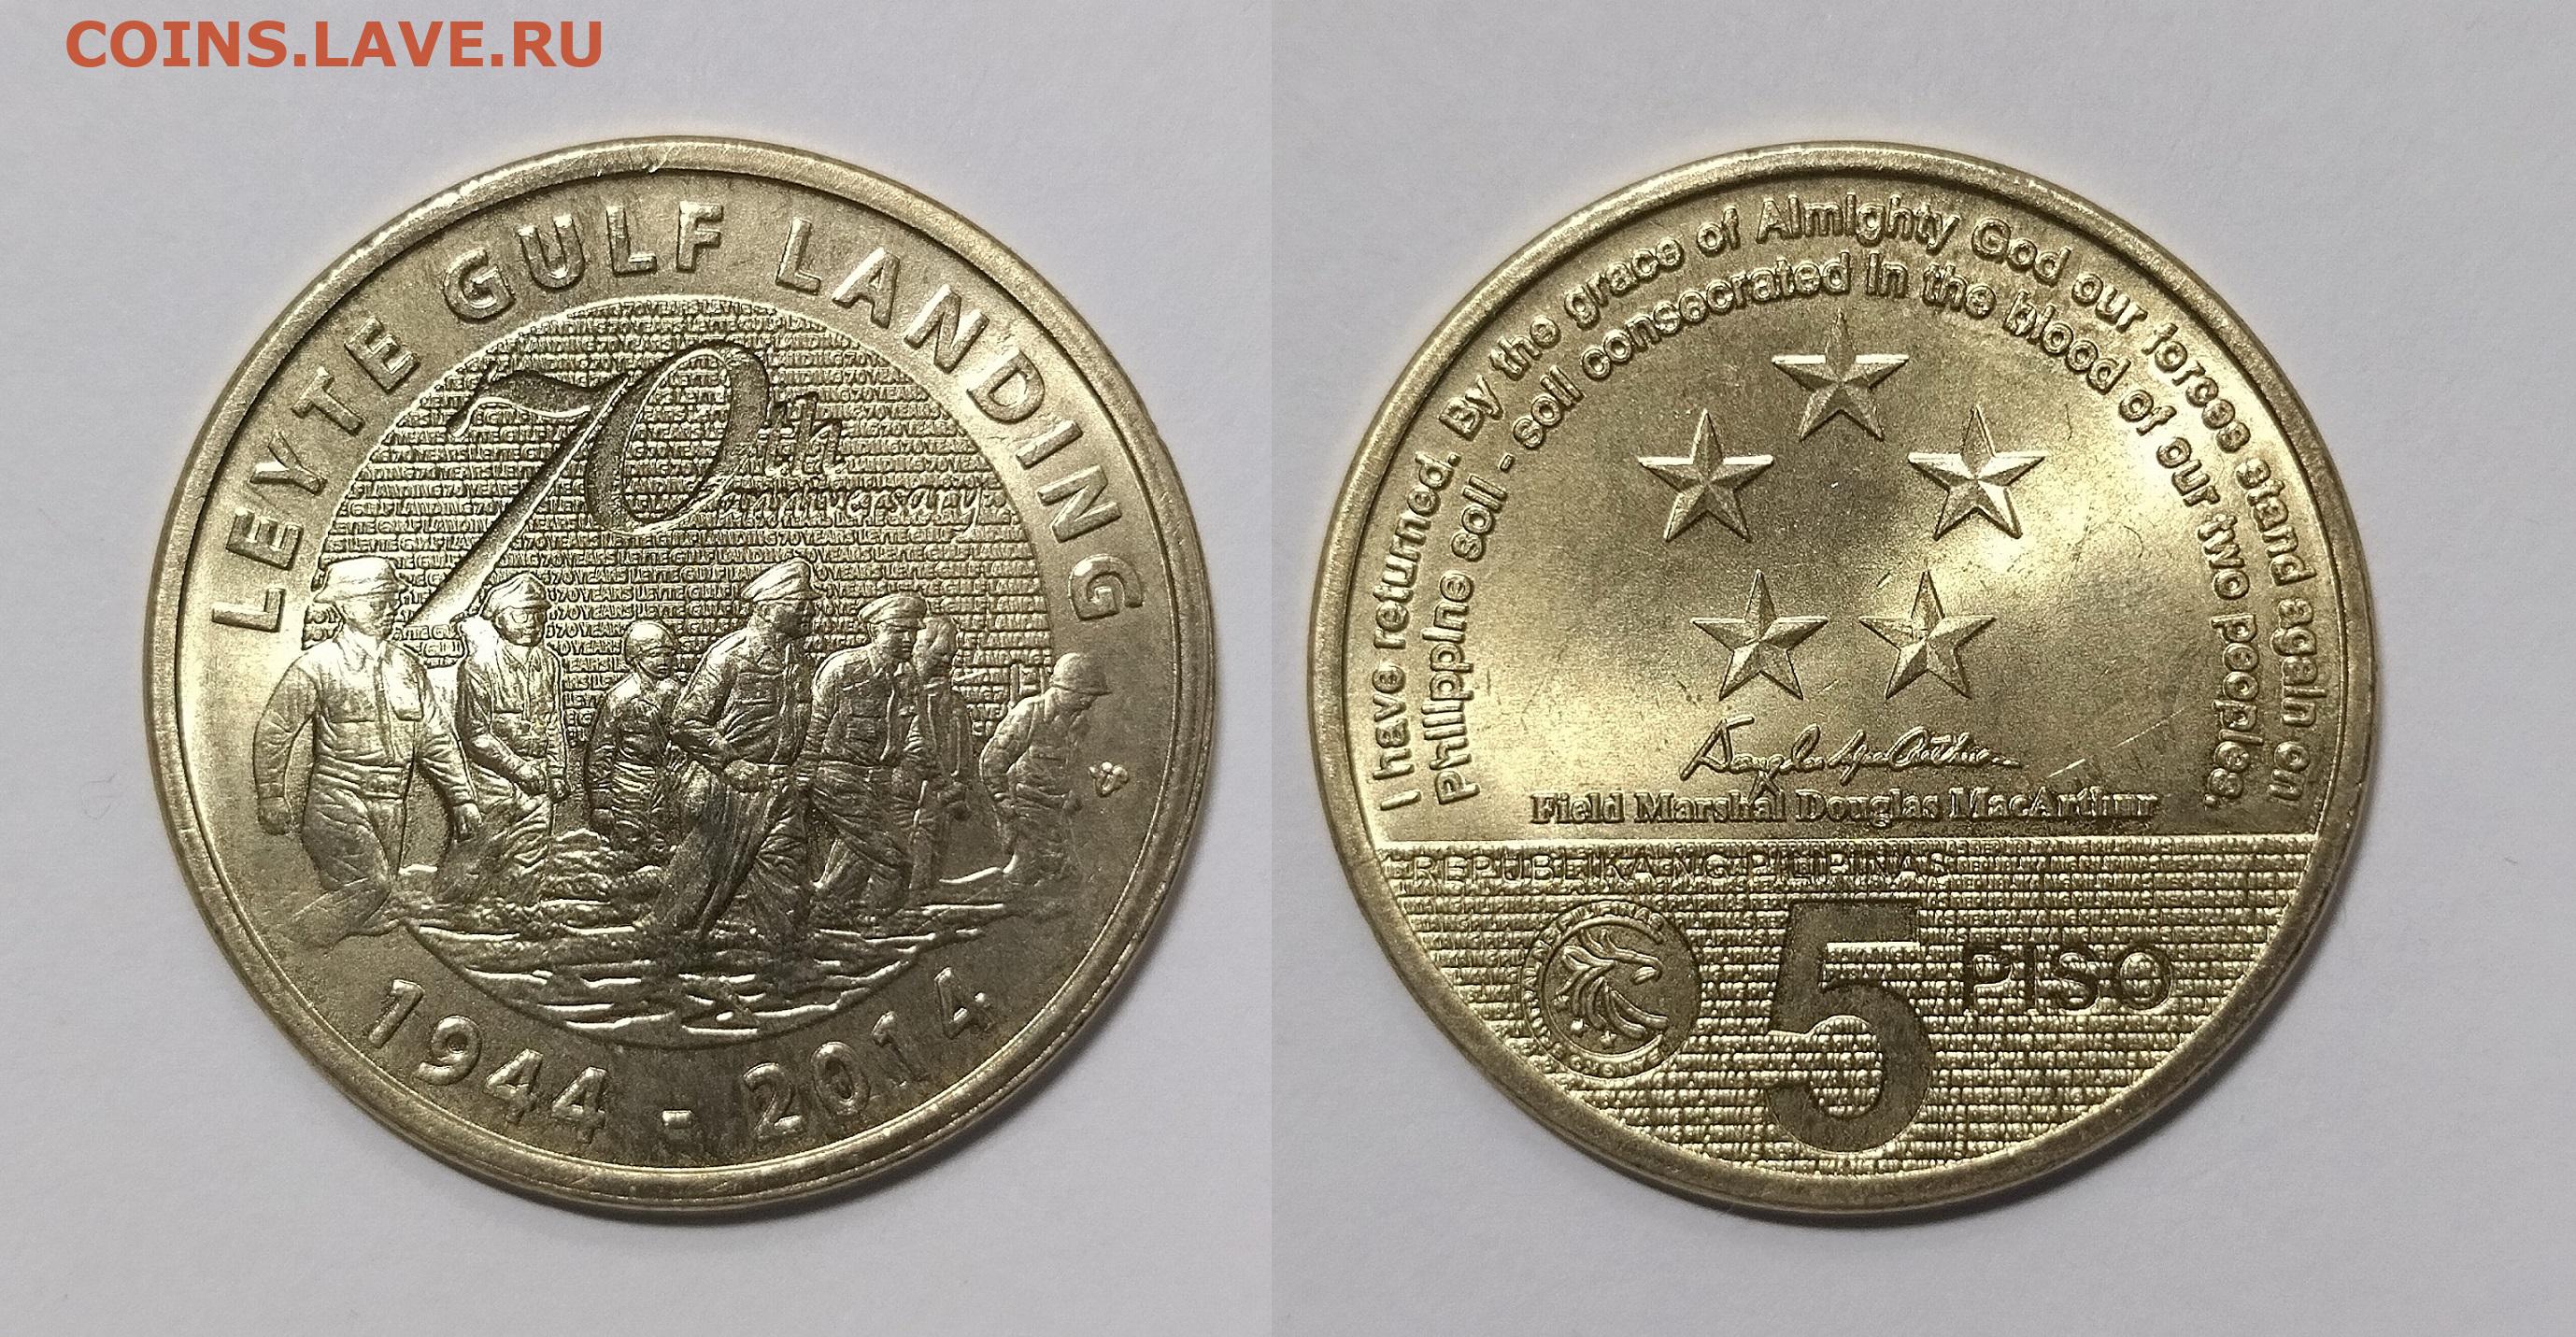 COINS.LAVE.RU
LEYTE GULF LANDING
70th
anniversary
1944 - 2014
I have returned. By the grace of Almighty God our forces stand again on
Philippine soil - soil consecrated in the blood of our two peoples.
Douglas MacArthur
Field Marshal Douglas MacArthur
REPUBLIKA NG PILIPINAS
5 PISO